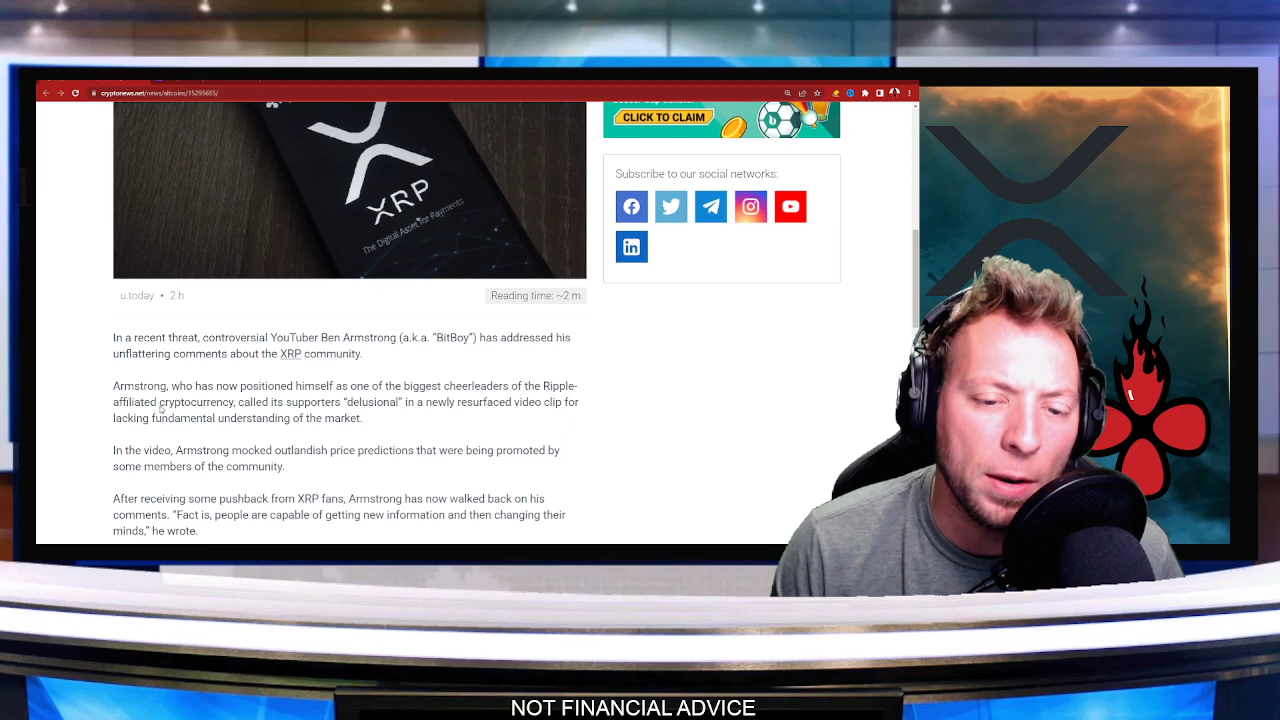 cryptonews.net/news/altcoins/15295655/
CLICK TO CLAIM
XRP
The Digital Asset for Payments
Subscribe to our social networks:
u.today • 2 h
Reading time: ~2 m
In a recent threat, controversial YouTuber Ben Armstrong (a.k.a. “BitBoy”) has addressed his
unflattering comments about the XRP community.
Armstrong, who has now positioned himself as one of the biggest cheerleaders of the Ripple-
affiliated cryptocurrency, called its supporters “delusional” in a newly resurfaced video clip for
lacking fundamental understanding of the market.
In the video, Armstrong mocked outlandish price predictions that were being promoted by
some members of the community.
After receiving some pushback from XRP fans, Armstrong has now walked back on his
comments. “Fact is, people are capable of getting new information and then changing their
minds,” he wrote.
NOT FINANCIAL ADVICE